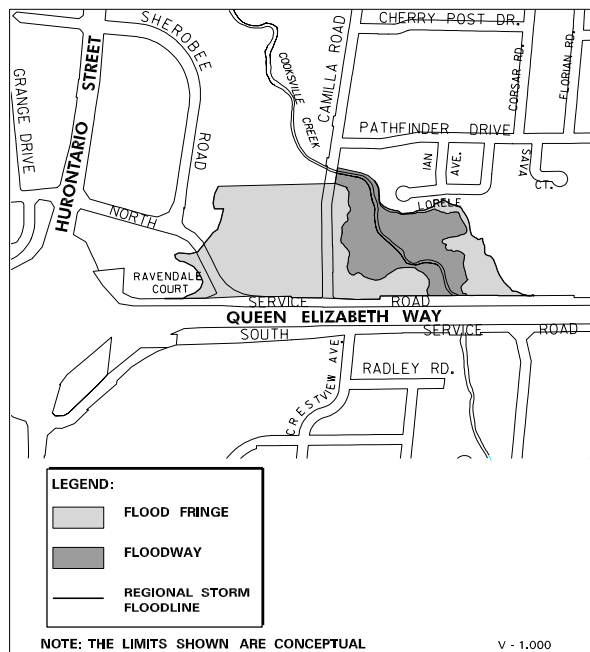 CHERRY POST DR.
SHEROBEE
ROAD
HURONTARIO STREET
GRANGE DRIVE
COOKSVILLE CREEK
CAMILLA ROAD
CORSAR RD.
FLORIAN RD.
PATHFINDER DRIVE
IAN AVE.
SAVA CT.
LORELE
NORTH
RAVENDALE
COURT
SERVICE ROAD
QUEEN ELIZABETH WAY
SOUTH SERVICE ROAD
CRESTVIEW AVE.
RADLEY RD.
LEGEND:
FLOOD FRINGE
FLOODWAY
REGIONAL STORM
FLOODLINE
NOTE: THE LIMITS SHOWN ARE CONCEPTUAL
V - 1.000